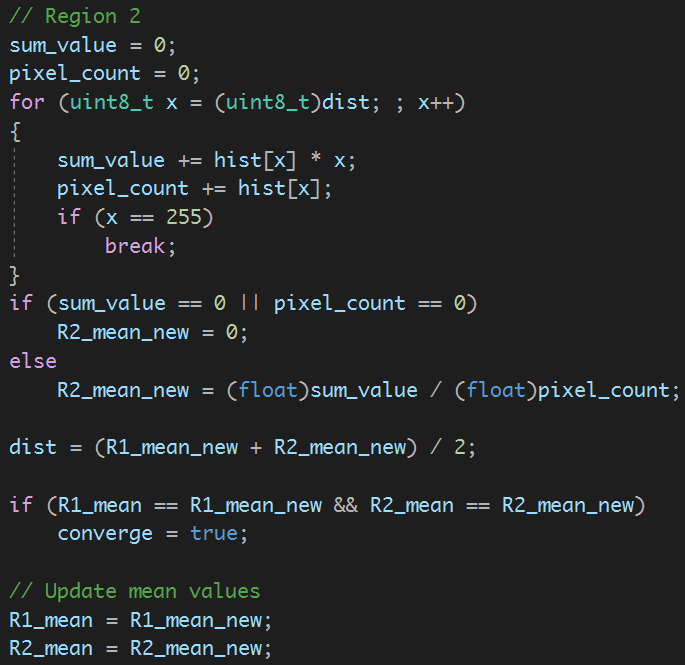 // Region 2
sum_value = 0;
pixel_count = 0;
for (uint8_t x = (uint8_t)dist; ; x++)
{
    sum_value += hist[x] * x;
    pixel_count += hist[x];
    if (x == 255)
        break;
}
if (sum_value == 0 || pixel_count == 0)
    R2_mean_new = 0;
else
    R2_mean_new = (float)sum_value / (float)pixel_count;

dist = (R1_mean_new + R2_mean_new) / 2;

if (R1_mean == R1_mean_new && R2_mean == R2_mean_new)
    converge = true;

// Update mean values
R1_mean = R1_mean_new;
R2_mean = R2_mean_new;